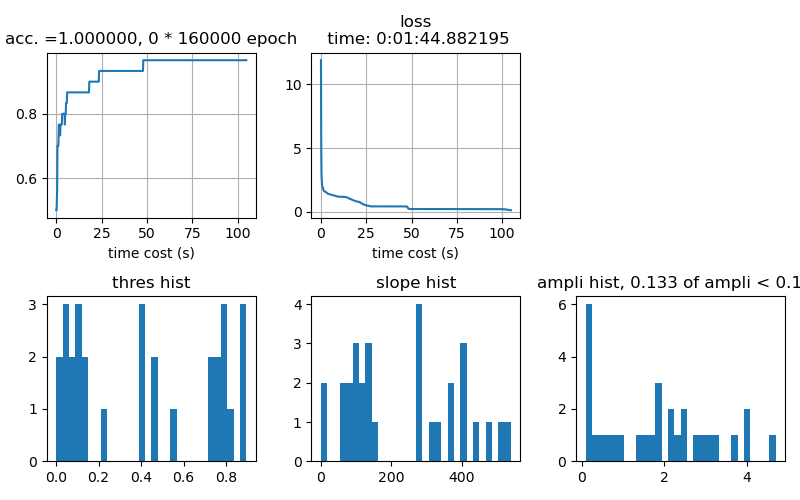 acc. =1.000000, 0 * 160000 epoch
0.8
0.6
0 25 50 75 100
time cost (s)
loss
time: 0:01:44.882195
10
5
0
0 25 50 75 100
time cost (s)
thres hist
3
2
1
0
0.0 0.2 0.4 0.6 0.8
slope hist
4
3
2
1
0
0 200 400
ampli hist, 0.133 of ampli < 0.1
6
4
2
0
0 2 4